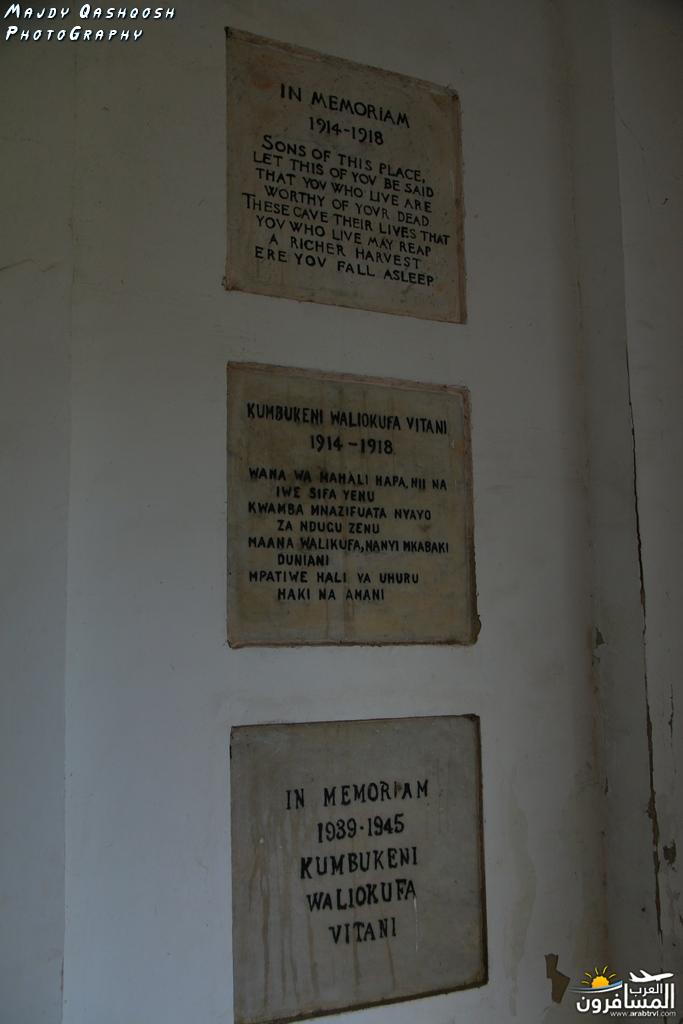 MAJDY QASHQOSH
PHOTOGRAPHY
IN MEMORIAM
1914-1918
SONS OF THIS PLACE,
LET THIS OF YOV BE SAID
THAT YOV WHO LIVE ARE
WORTHY OF YOVR DEAD
THESE GAVE THEIR LIVES THAT
YOV WHO LIVE MAY REAP
A RICHER HARVEST
ERE YOV FALL ASLEEP
KUMBUKENI WALIOKUFA VITANI
1914-1918
WANA WA MAHALI HAPA, HII NA
IWE SIFA YENU
KWAMBA MNAZIFUATA NYAYO
ZA NDUGU ZENU
MAANA WALIKUFA, NANYI MKABAKI
DUNIANI
MPATIWE HALI YA UHURU
HAKI NA AMANI
IN MEMORIAM
1939-1945
KUMBUKENI
WALIOKUFA
VITANI
العرب
المسافرون
www.arabtrvl.com